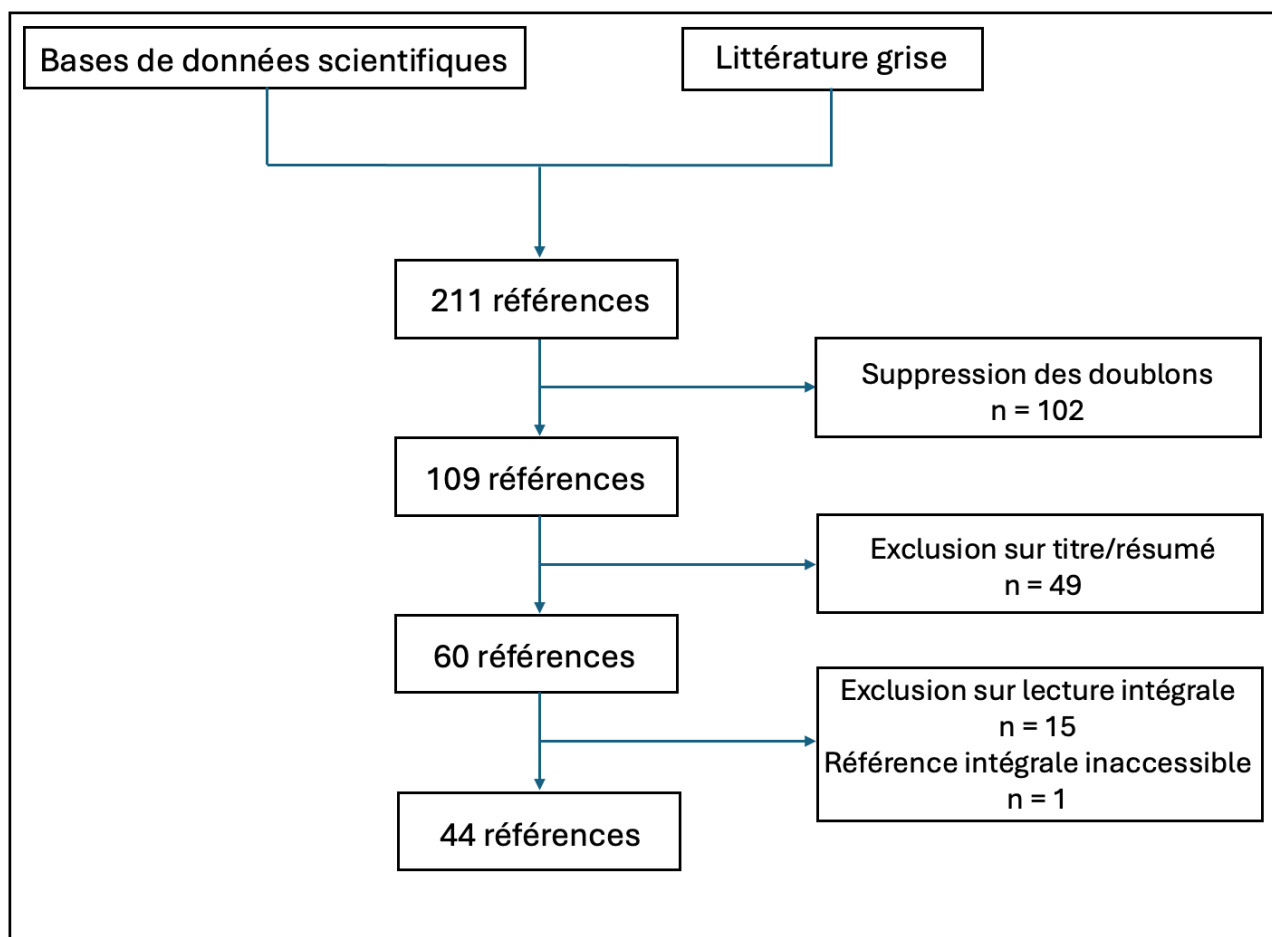 Bases de données scientifiques
Littérature grise
211 références
Suppression des doublons
n = 102
109 références
Exclusion sur titre/résumé
n = 49
60 références
Exclusion sur lecture intégrale
n = 15
Référence intégrale inaccessible
n = 1
44 références